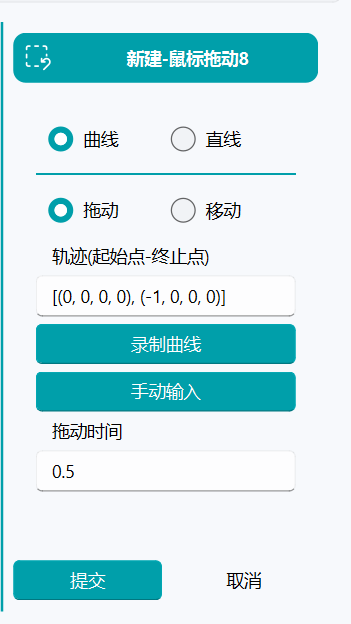 新建-鼠标拖动8
曲线 直线
拖动 移动
轨迹(起始点-终止点)
[(0, 0, 0, 0), (-1, 0, 0, 0)]
录制曲线
手动输入
拖动时间
0.5
提交 取消